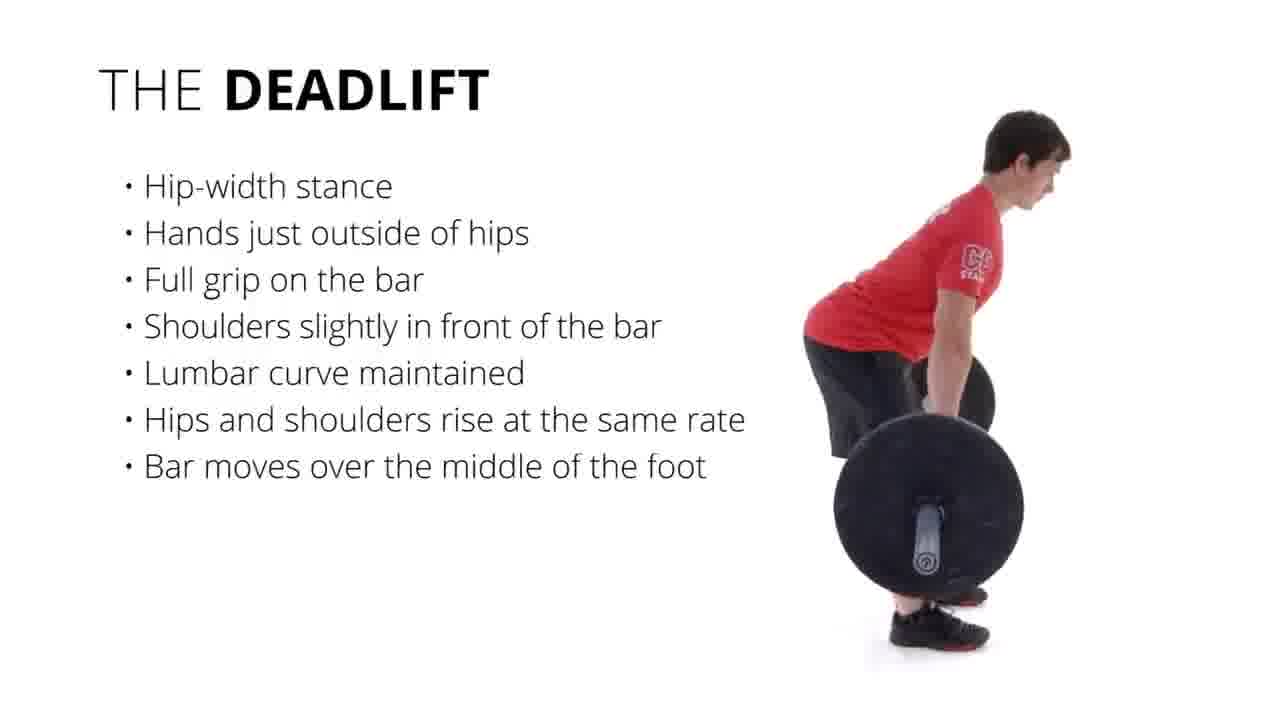 THE DEADLIFT
• Hip-width stance
• Hands just outside of hips
• Full grip on the bar
• Shoulders slightly in front of the bar
• Lumbar curve maintained
• Hips and shoulders rise at the same rate
• Bar moves over the middle of the foot